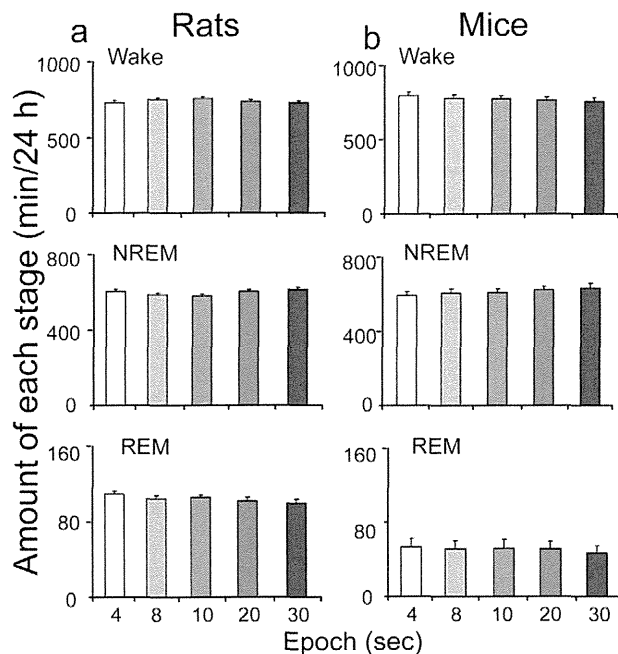 a Rats b Mice
Wake Wake
1000 1000
500 500
0 0
NREM NREM
800 800
400 400
0 0
REM REM
160 160
80 80
0 0
4 8 10 20 30 4 8 10 20 30
Epoch (sec)
Amount of each stage (min/24 h)